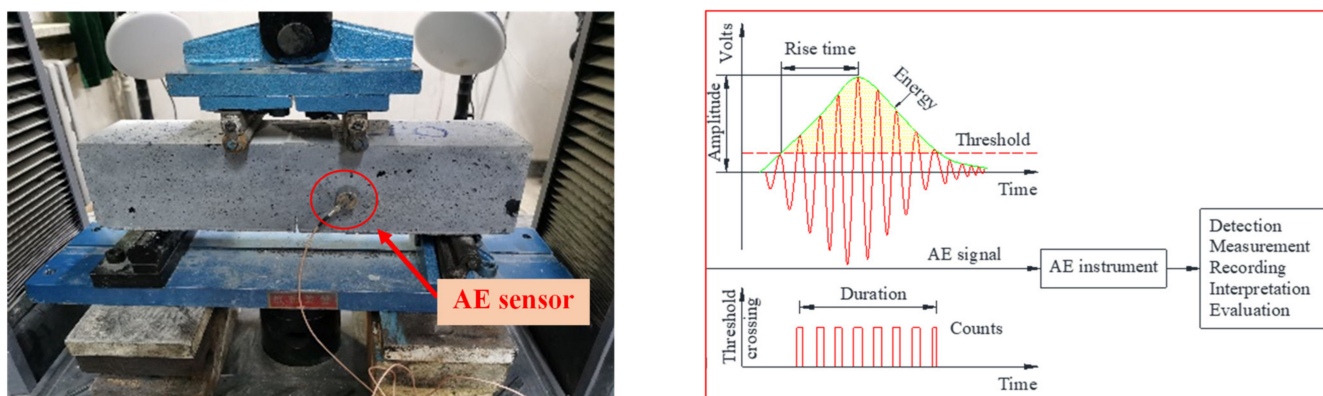 AE sensor
Volts
Rise time
Amplitude
Energy
Threshold
Time
AE signal
AE instrument
Detection
Measurement
Recording
Interpretation
Evaluation
Threshold
crossing
Duration
Counts
Time